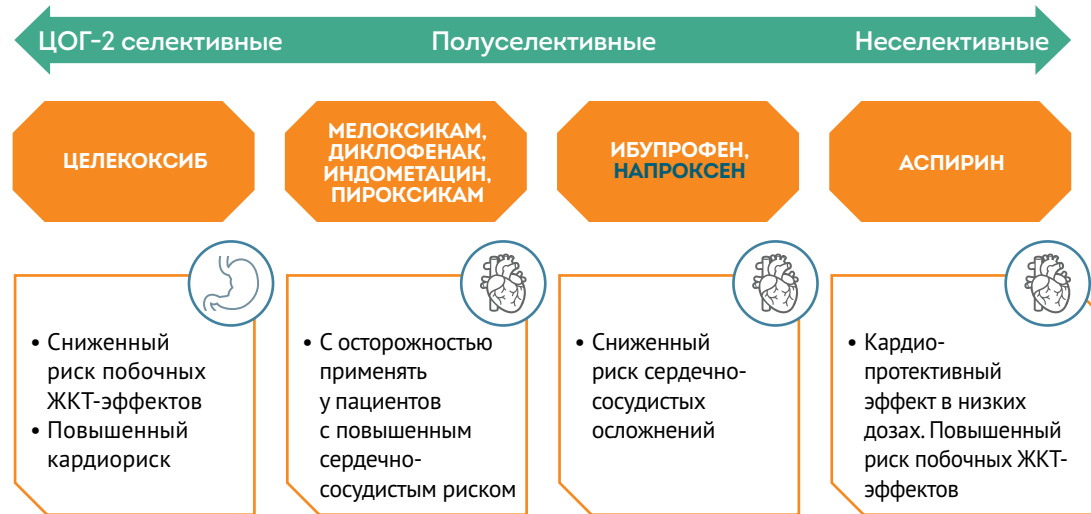 ЦОГ-2 селективные
Полуселективные
Неселективные
ЦЕЛЕКОКСИБ
МЕЛОКСИКАМ,
ДИКЛОФЕНАК,
ИНДОМЕТАЦИН,
ПИРОКСИКАМ
ИБУПРОФЕН,
НАПРОКСЕН
АСПИРИН
• Сниженный
риск побочных
ЖКТ-эффектов
• Повышенный
кардиориск
• С осторожностью
применять
у пациентов
с повышенным
сердечно-
сосудистым риском
• Сниженный
риск сердечно-
сосудистых
осложнений
• Кардио-
протективный
эффект в низких
дозах. Повышенный
риск побочных ЖКТ-
эффектов